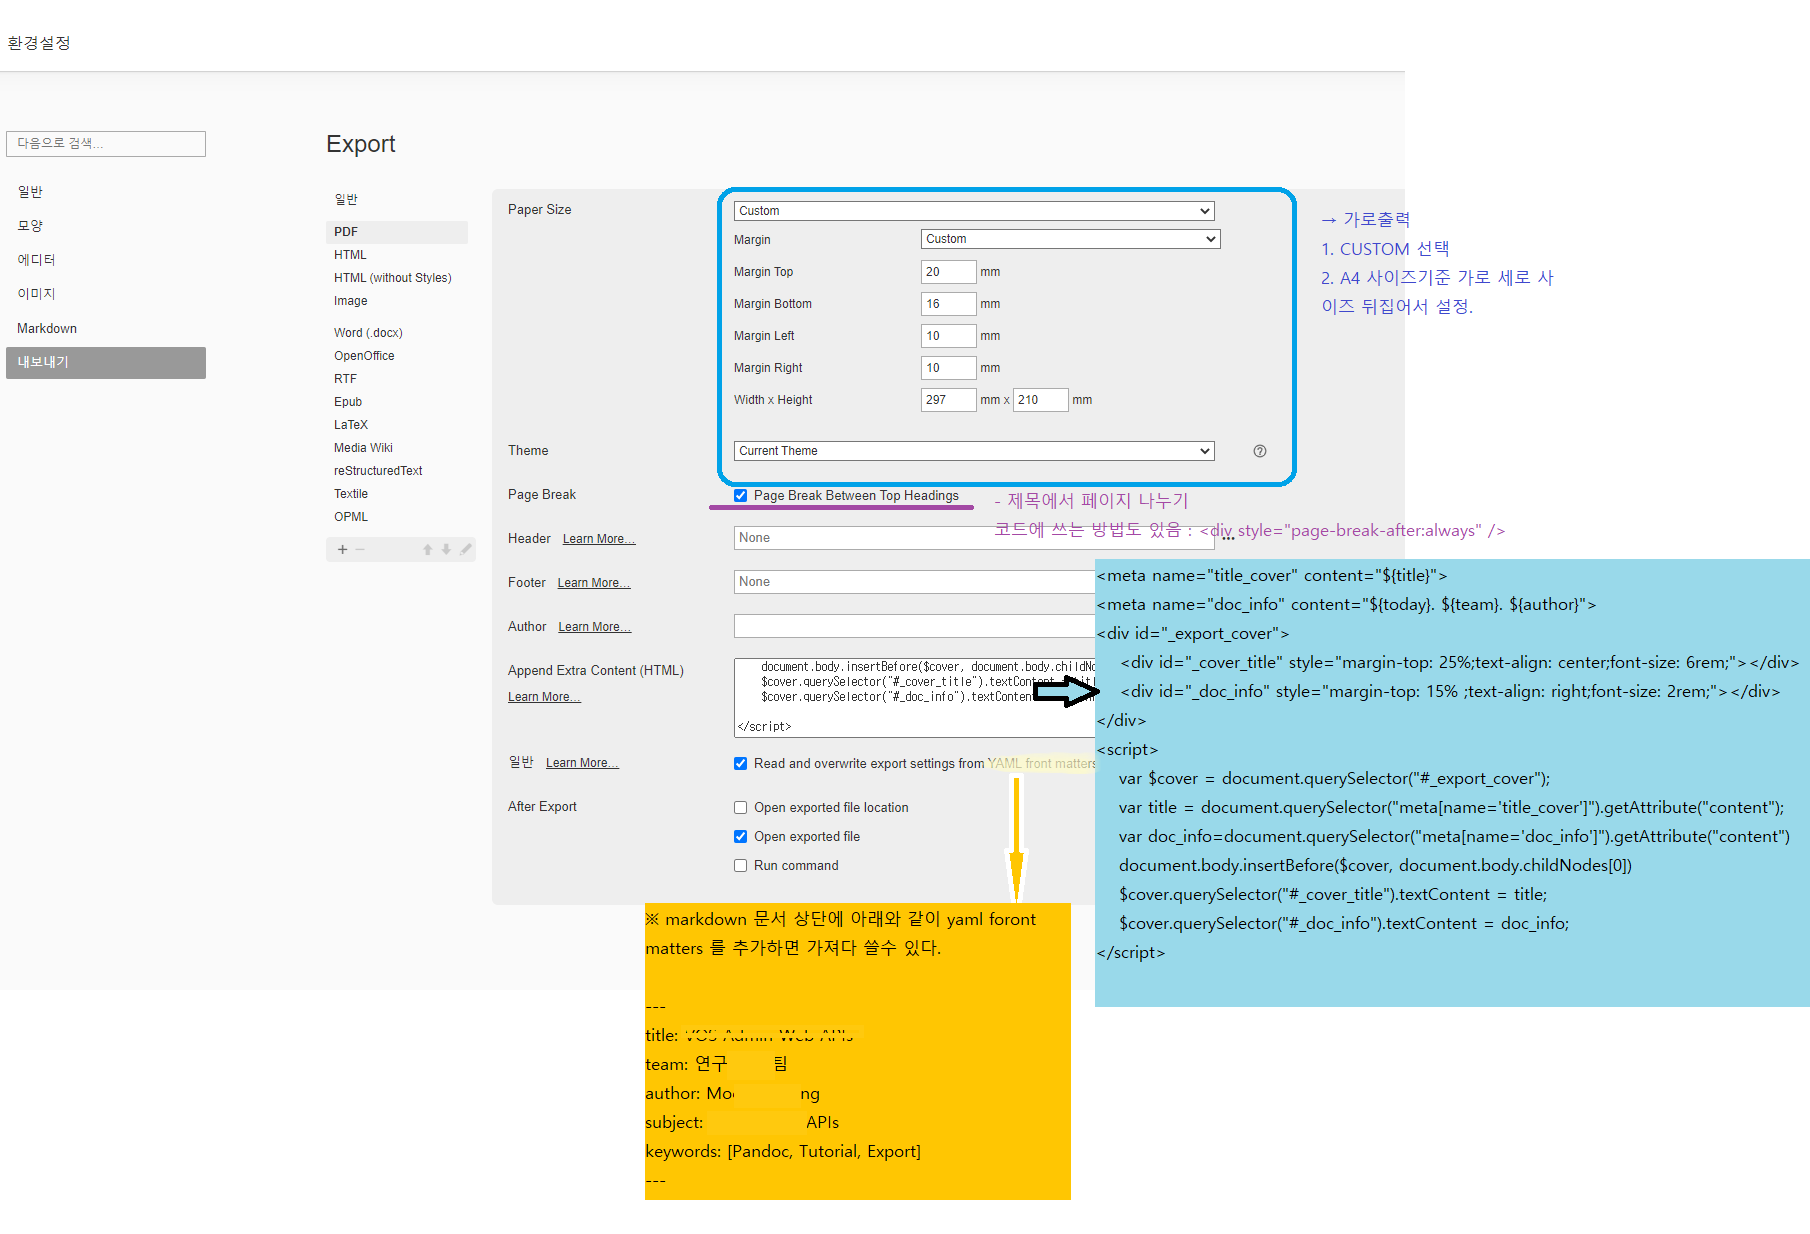 환경설정
다음으로 검색...
일반
모양
에디터
이미지
Markdown
내보내기
Export
일반
PDF
HTML
HTML (without Styles)
Image
Word (.docx)
OpenOffice
RTF
Epub
LaTeX
Media Wiki
reStructuredText
Textile
OPML
+ −
Paper Size
Custom
Margin
Custom
Margin Top 20 mm
Margin Bottom 16 mm
Margin Left 10 mm
Margin Right 10 mm
Width x Height 297 mm x 210 mm
→ 가로출력
1. CUSTOM 선택
2. A4 사이즈기준 가로 세로 사
이즈 뒤집어서 설정.
Theme
Current Theme
Page Break
Page Break Between Top Headings
- 제목에서 페이지 나누기
코드에 쓰는 방법도 있음 : <div style="page-break-after:always" />
Header Learn More...
None
...
Footer Learn More...
None
Author Learn More...
Append Extra Content (HTML)
Learn More...
document.body.insertBefore($cover, document.body.childNo
$cover.querySelector("#_cover_title").textContent
$cover.querySelector("#_doc_info").textContent
</script>
일반 Learn More...
Read and overwrite export settings from YAML front matters
After Export
Open exported file location
Open exported file
Run command
<meta name="title_cover" content="${title}">
<meta name="doc_info" content="${today}. ${team}. ${author}">
<div id="_export_cover">
<div id="_cover_title" style="margin-top: 25%;text-align: center;font-size: 6rem;"></div>
<div id="_doc_info" style="margin-top: 15% ;text-align: right;font-size: 2rem;"></div>
</div>
<script>
var $cover = document.querySelector("#_export_cover");
var title = document.querySelector("meta[name='title_cover']").getAttribute("content");
var doc_info=document.querySelector("meta[name='doc_info']").getAttribute("content")
document.body.insertBefore($cover, document.body.childNodes[0])
$cover.querySelector("#_cover_title").textContent = title;
$cover.querySelector("#_doc_info").textContent = doc_info;
</script>
※ markdown 문서 상단에 아래와 같이 yaml foront
matters 를 추가하면 가져다 쓸수 있다.
---
title: Admin Web APIs
team: 연구 팀
author: Mo ng
subject: APIs
keywords: [Pandoc, Tutorial, Export]
---